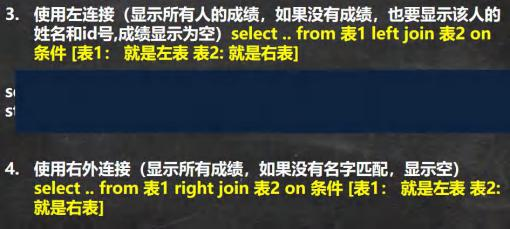 3. 使用左连接（显示所有人的成绩，如果没有成绩，也要显示该人的
姓名和id号,成绩显示为空）select .. from 表1 left join 表2 on
条件 [表1： 就是左表 表2: 就是右表]
4. 使用右外连接（显示所有成绩，如果没有名字匹配，显示空)
select .. from 表1 right join 表2 on 条件 [表1： 就是左表 表2:
就是右表]